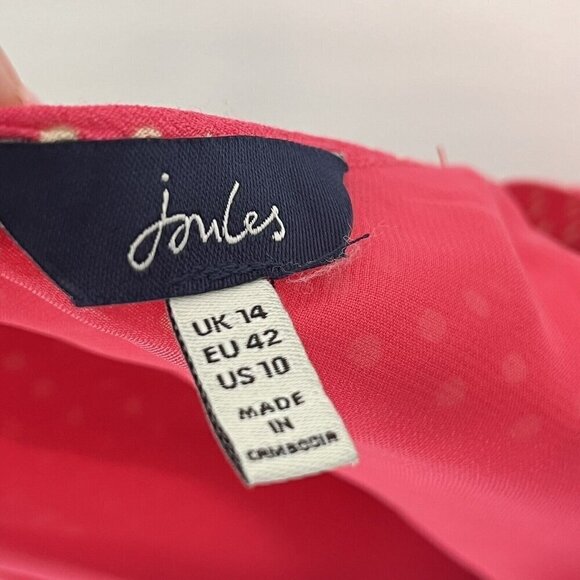 Joules
UK 14
EU 42
US 10
MADE
IN
CAMBODIA